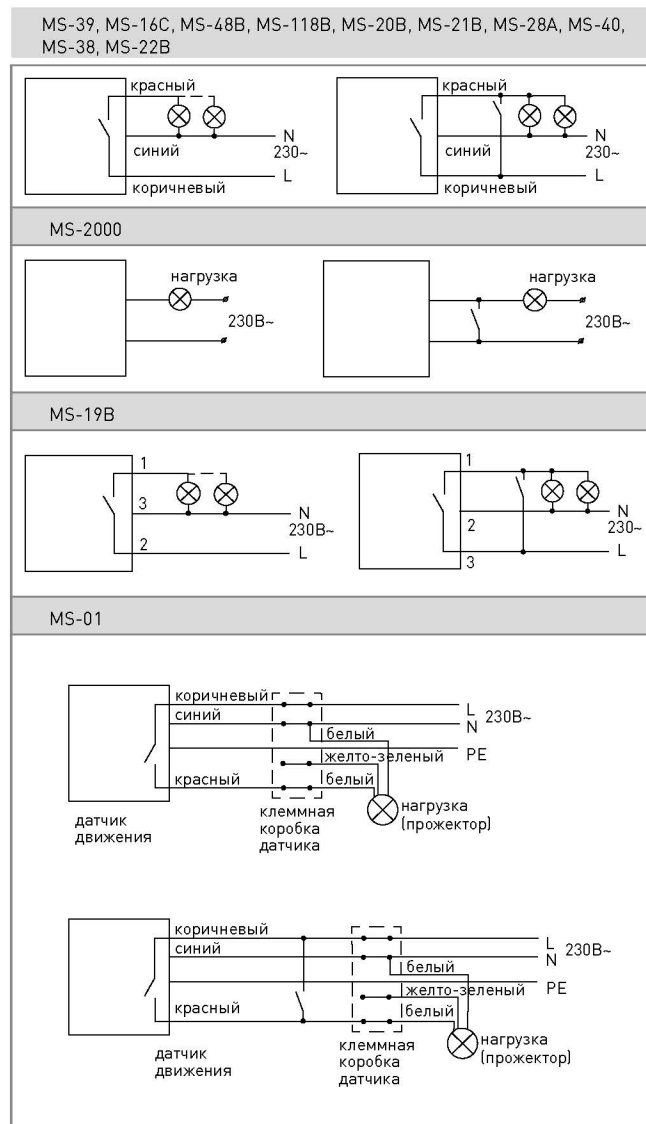 MS-39, MS-16C, MS-48B, MS-118B, MS-20B, MS-21B, MS-28A, MS-40,
MS-38, MS-22B
красный
N
230~
синий
L
коричневый
красный
N
230~
синий
L
коричневый
MS-2000
нагрузка
230В~
нагрузка
230В~
MS-19B
1
3
N
230В~
2
L
1
N
2
230~
L
3
MS-01
коричневый
L
230В~
синий
N
белый
PE
желто-зеленый
красный
белый
нагрузка
(прожектор)
датчик
движения
клеммная
коробка
датчика
коричневый
L
230В~
синий
N
белый
PE
желто-зеленый
красный
белый
нагрузка
(прожектор)
датчик
движения
клеммная
коробка
датчика